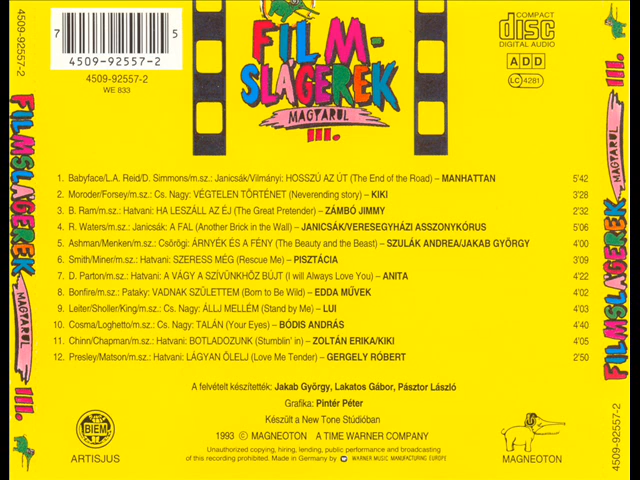 7 5
4509-92557-2
4509-92557-2
WE 833
FILM-
SLÁGEREK
MAGYARUL
III.
COMPACT
disc
DIGITAL AUDIO
ADD
LC 4281
1. Babyface/L.A. Reid/D. Simmons/m.sz.: Janicsák/Vilmányi: HOSSZÚ AZ ÚT (The End of the Road) – MANHATTAN 5'42
2. Moroder/Forsey/m.sz.: Cs. Nagy: VÉGTELEN TÖRTÉNET (Neverending story) – KIKI 3'28
3. B. Ram/m.sz.: Hatvani: HA LESZÁLL AZ ÉJ (The Great Pretender) – ZÁMBÓ JIMMY 2'32
4. R. Waters/m.sz.: Janicsák: A FAL (Another Brick in the Wall) – JANICSÁK/VERESEGYHÁZI ASSZONYKÓRUS 5'06
5. Ashman/Menken/m.sz.: Csörögi: ÁRNYÉK ÉS A FÉNY (The Beauty and the Beast) – SZULÁK ANDREA/JAKAB GYÖRGY 4'00
6. Smith/Miner/m.sz.: Hatvani: SZERESS MÉG (Rescue Me) – PISZTÁCIA 3'09
7. D. Parton/m.sz.: Hatvani: A VÁGY A SZÍVÜNKHÖZ BÚJT (I will Always Love You) – ANITA 4'22
8. Bonfire/m.sz.: Pataky: VADNAK SZÜLETTEM (Born to Be Wild) – EDDA MŰVEK 4'02
9. Leiter/Sholler/King/m.sz.: Cs. Nagy: ÁLLJ MELLÉM (Stand by Me) – LUI 4'03
10. Cosma/Loghetto/m.sz.: Cs. Nagy: TALÁN (Your Eyes) – BÓDIS ANDRÁS 4'40
11. Chinn/Chapman/m.sz.: Hatvani: BOTLADOZUNK (Stumblin' in) – ZOLTÁN ERIKA/KIKI 4'05
12. Presley/Matson/m.sz.: Hatvani: LÁGYAN ÖLELJ (Love Me Tender) – GERGELY RÓBERT 2'50
A felvételt készítették: Jakab György, Lakatos Gábor, Pásztor László
Grafika: Pintér Péter
Készült a New Tone Stúdióban
1993 © MAGNEOTON A TIME WARNER COMPANY
Unauthorized copying, hiring, lending, public performance and broadcasting
of this recording prohibited. Made in Germany by WARNER MUSIC MANUFACTURING EUROPE
BIEM
ARTISJUS
MAGNEOTON
4509-92557-2
FILMSLÁGEREK MAGYARUL III.
FILMSLÁGEREK MAGYARUL III.
4509-92557-2